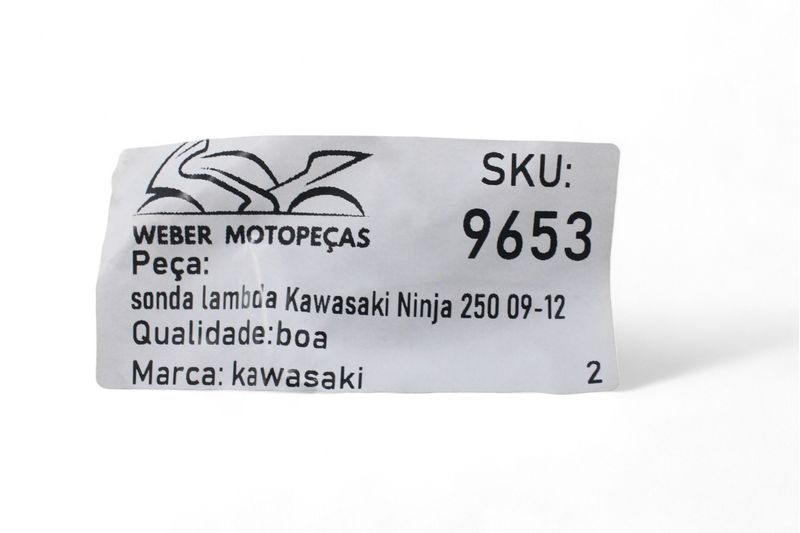 WEBER MOTOPEÇAS
SKU:
9653
Peça:
sonda lambda Kawasaki Ninja 250 09-12
Qualidade:boa
Marca: kawasaki
2